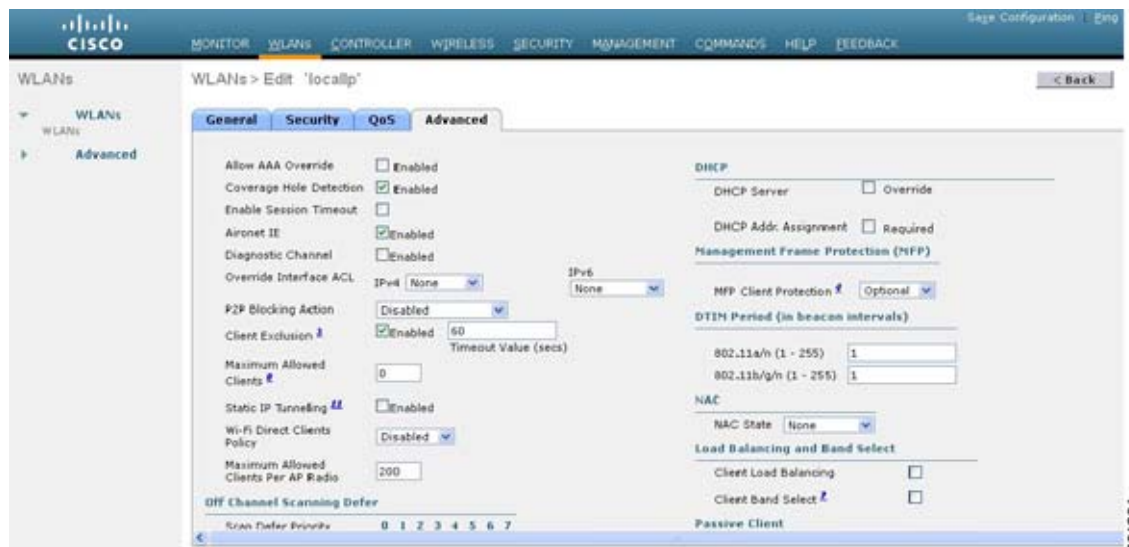 Save Configuration Ping
CISCO
MONITOR WLANs CONTROLLER WIRELESS SECURITY MANAGEMENT COMMANDS HELP FEEDBACK
WLANs
WLANs > Edit 'locallp'
< Back
WLANs
WLANs
Advanced
General Security QoS Advanced
Allow AAA Override Enabled
Coverage Hole Detection Enabled
Enable Session Timeout
Aironet IE Enabled
Diagnostic Channel Enabled
Override Interface ACL IPv4 None IPv6 None
P2P Blocking Action Disabled
Client Exclusion 3 Enabled 60
Timeout Value (secs)
Maximum Allowed
Clients 0
Static IP Tunneling 11 Enabled
Wi-Fi Direct Clients
Policy Disabled
Maximum Allowed
Clients Per AP Radio 200
Off Channel Scanning Defer
Scan Defer Priority 0 1 2 3 4 5 6 7
DHCP
DHCP Server Override
DHCP Addr. Assignment Required
Management Frame Protection (MFP)
MFP Client Protection Optional
DTIM Period (in beacon intervals)
802.11a/n (1 - 255) 1
802.11b/g/n (1 - 255) 1
NAC
NAC State None
Load Balancing and Band Select
Client Load Balancing
Client Band Select
Passive Client